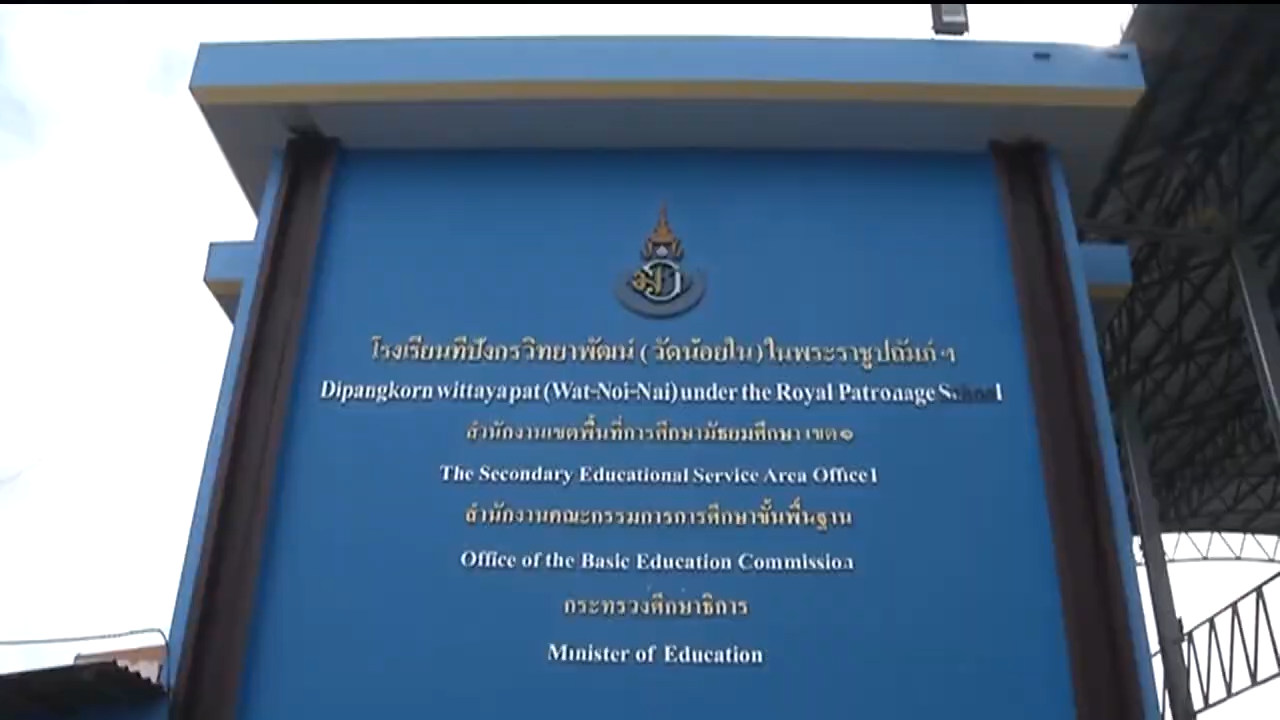 โรงเรียนทีปังกรวิทยาพัฒน์ (วัดน้อยใน) ในพระราชูปถัมภ์ ฯ
Dipangkorn wittayapat (Wat-Noi-Nai) under the Royal Patronage School
สำนักงานเขตพื้นที่การศึกษามัธยมศึกษา เขต ๑
The Secondary Educational Service Area Office 1
สำนักงานคณะกรรมการการศึกษาขั้นพื้นฐาน
Office of the Basic Education Commission
กระทรวงศึกษาธิการ
Minister of Education